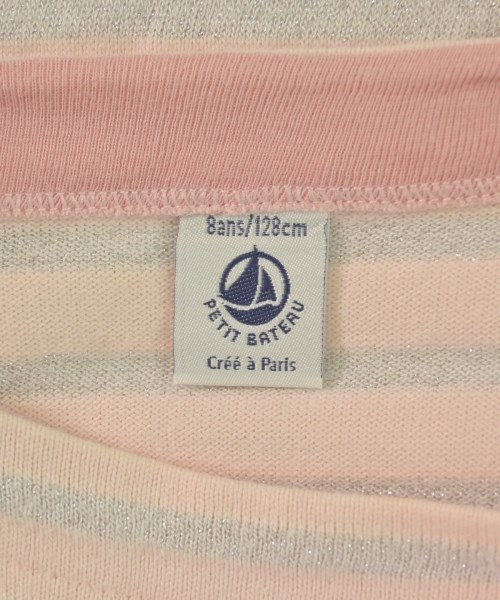 8ans/128cm
PETIT BATEAU
Créé à Paris